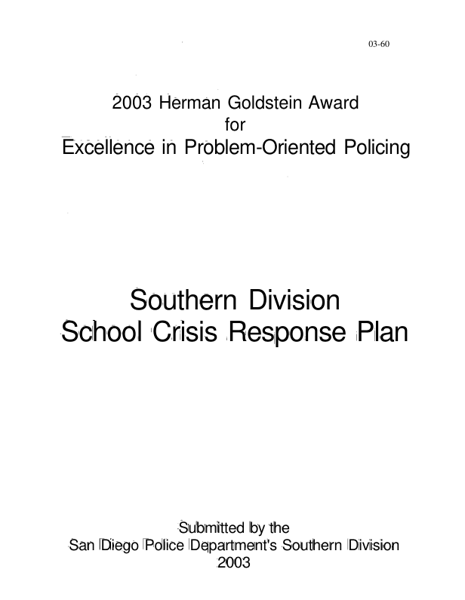 03-60
2003 Herman Goldstein Award
for
Excellence in Problem-Oriented Policing
Southern Division
School Crisis Response Plan
Submitted by the
San Diego Police Department's Southern Division
2003